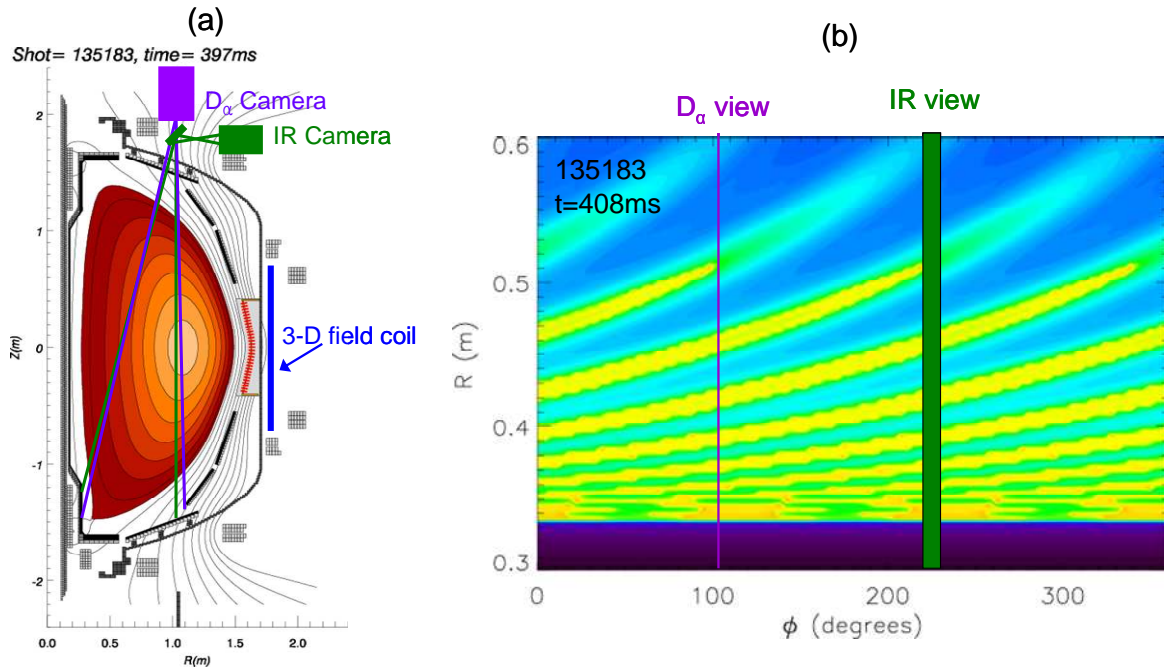 (a)
Shot= 135183, time= 397ms
Dα Camera
IR Camera
3-D field coil
2
1
0
-1
-2
Z(m)
0.0 0.5 1.0 1.5 2.0
R(m)
(b)
Dα view
IR view
135183
t=408ms
0.6
0.5
0.4
0.3
R (m)
0 100 200 300
ϕ (degrees)